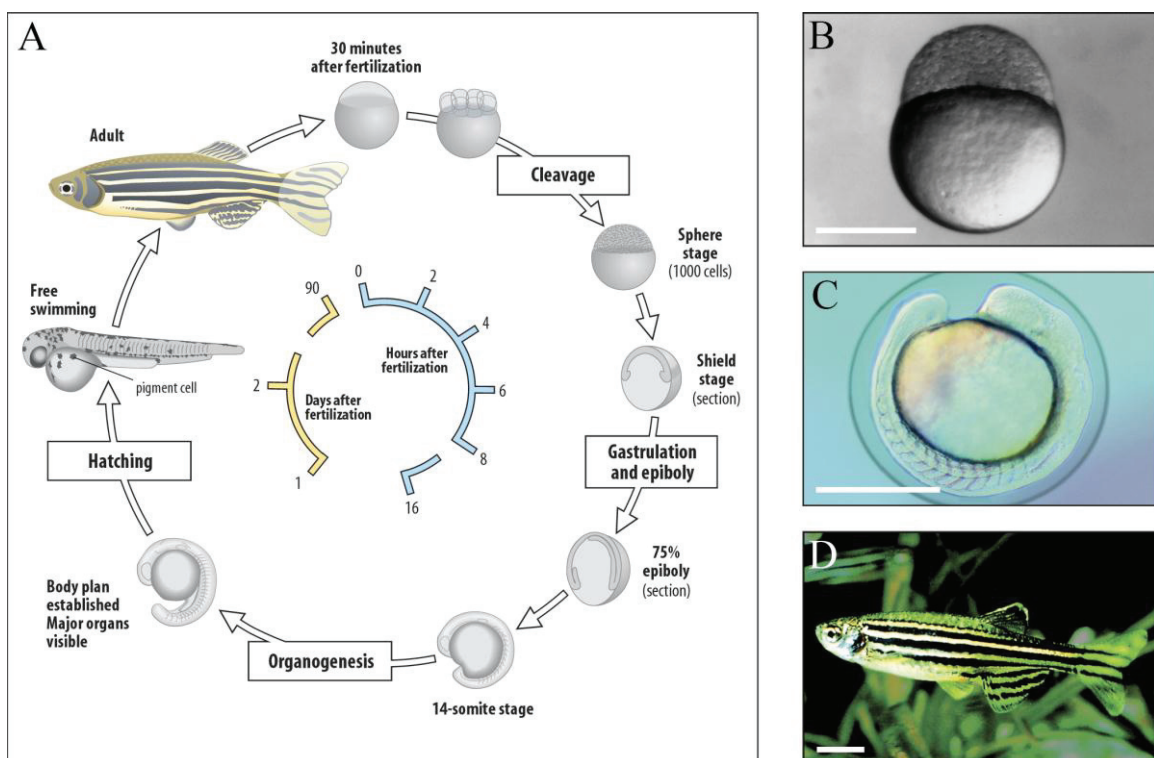 A
30 minutes
after fertilization
Adult
Cleavage
Sphere
stage
(1000 cells)
Free
swimming
pigment cell
90
0
2
4
Hours after
fertilization
6
2
Days after
fertilization
8
1
16
Shield
stage
(section)
Hatching
Gastrulation
and epiboly
75%
epiboly
(section)
Body plan
established
Major organs
visible
Organogenesis
14-somite stage
B
C
D